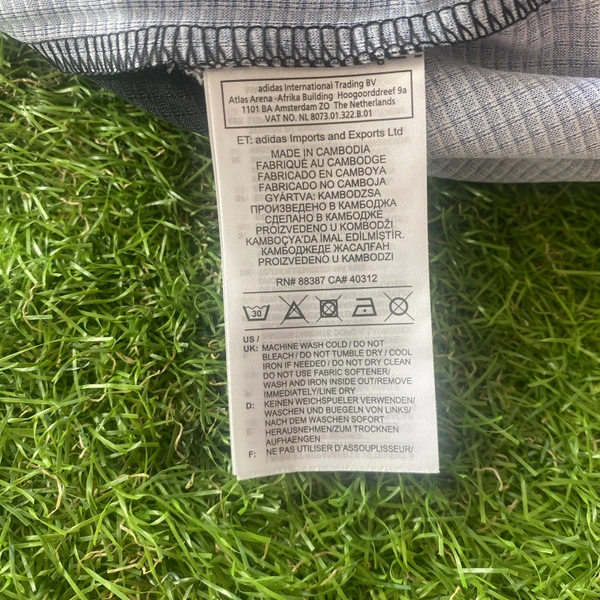 adidas International Trading BV
Atlas Arena -Afrika Building Hoogoorddreef 9a
1101 BA Amsterdam ZO The Netherlands
VAT NO. NL 8073.01.322.B.01
ET: adidas Imports and Exports Ltd
MADE IN CAMBODIA
FABRIQUÉ AU CAMBODGE
FABRICADO EN CAMBOYA
FABRICADO NO CAMBOJA
GYÁRTVA: KAMBODZSA
ПРОИЗВЕДЕНО В КАМБОДЖА
СДЕЛАНО В КАМБОДЖЕ
PROIZVEDENO U KAMBODŽI
KAMBOÇYA'DA İMAL EDİLMİŞTİR.
КАМБОДЖЕДЕ ЖАСАЛҒАН
PROIZVEDENO U KAMBODZI
RN# 88387 CA# 40312
30
US /
UK: MACHINE WASH COLD / DO NOT
BLEACH / DO NOT TUMBLE DRY / COOL
IRON IF NEEDED / DO NOT DRY CLEAN
DO NOT USE FABRIC SOFTENER/
WASH AND IRON INSIDE OUT/REMOVE
IMMEDIATELY/LINE DRY
D: KEINEN WEICHSPUELER VERWENDEN/
WASCHEN UND BUEGELN VON LINKS/
NACH DEM WASCHEN SOFORT
HERAUSNEHMEN/ZUM TROCKNEN
AUFHAENGEN
F: NE PAS UTILISER D'ASSOUPLISSEUR/